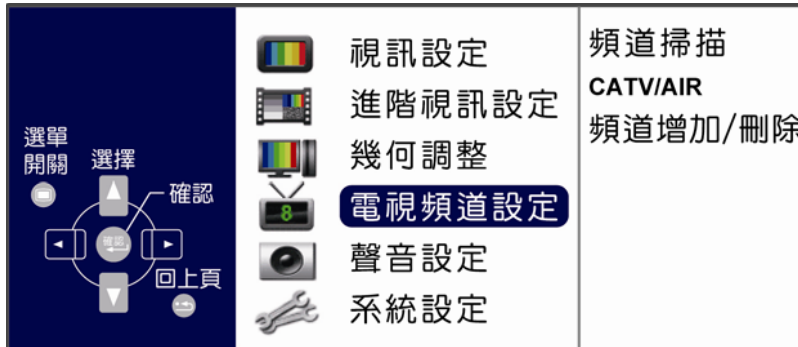 選單
開關
選擇
確認
確認
回上頁
視訊設定
進階視訊設定
幾何調整
8
電視頻道設定
聲音設定
系統設定
頻道掃描
CATV/AIR
頻道增加/刪除